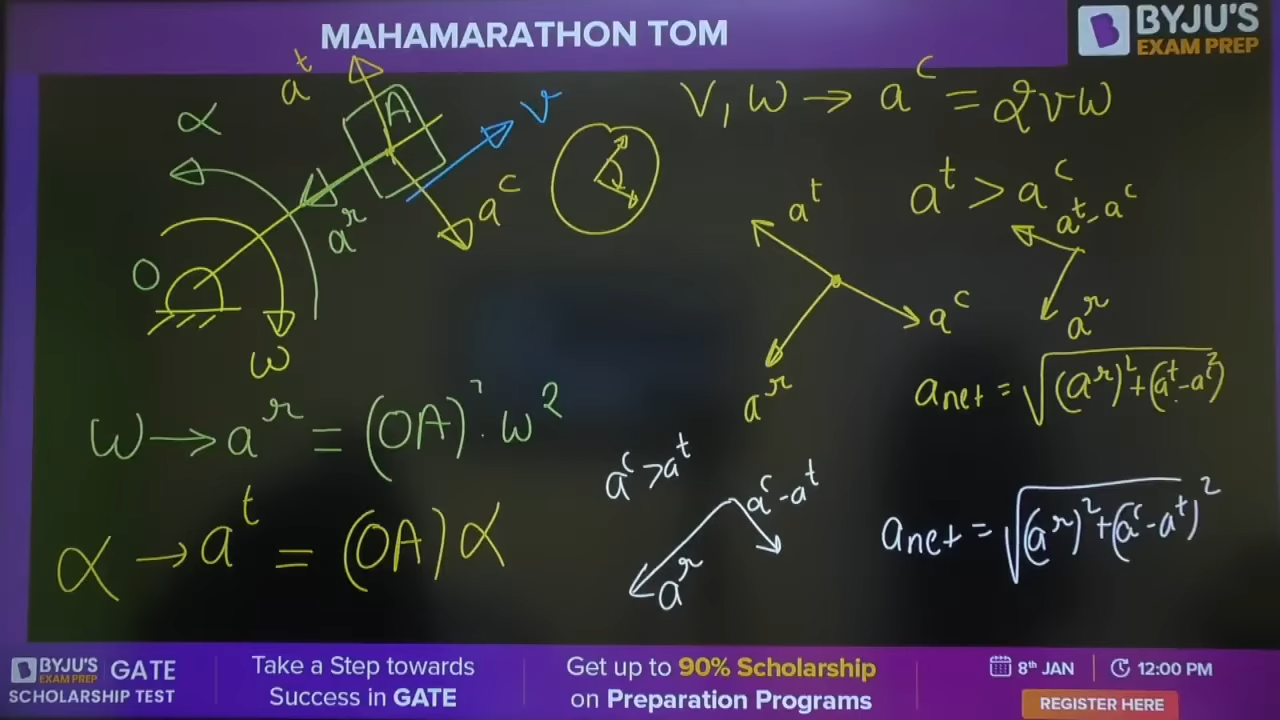 MAHAMARATHON TOM
BYJU'S
EXAM PREP
a^t
α
A
v
a^c
a^r
O
ω
v, ω → a^c = 2vω
a^t > a^c
a^t
a^c
a^r
a^t - a^c
a^r
a_net = √((a^r)^2 + (a^t - a^c)^2)
ω → a^r = (OA) . ω^2
α → a^t = (OA) α
a^c > a^t
a^c - a^t
a^r
a_net = √((a^r)^2 + (a^c - a^t)^2)
BYJU'S EXAM PREP GATE
SCHOLARSHIP TEST
Take a Step towards
Success in GATE
Get up to 90% Scholarship
on Preparation Programs
8th JAN 12:00 PM
REGISTER HERE